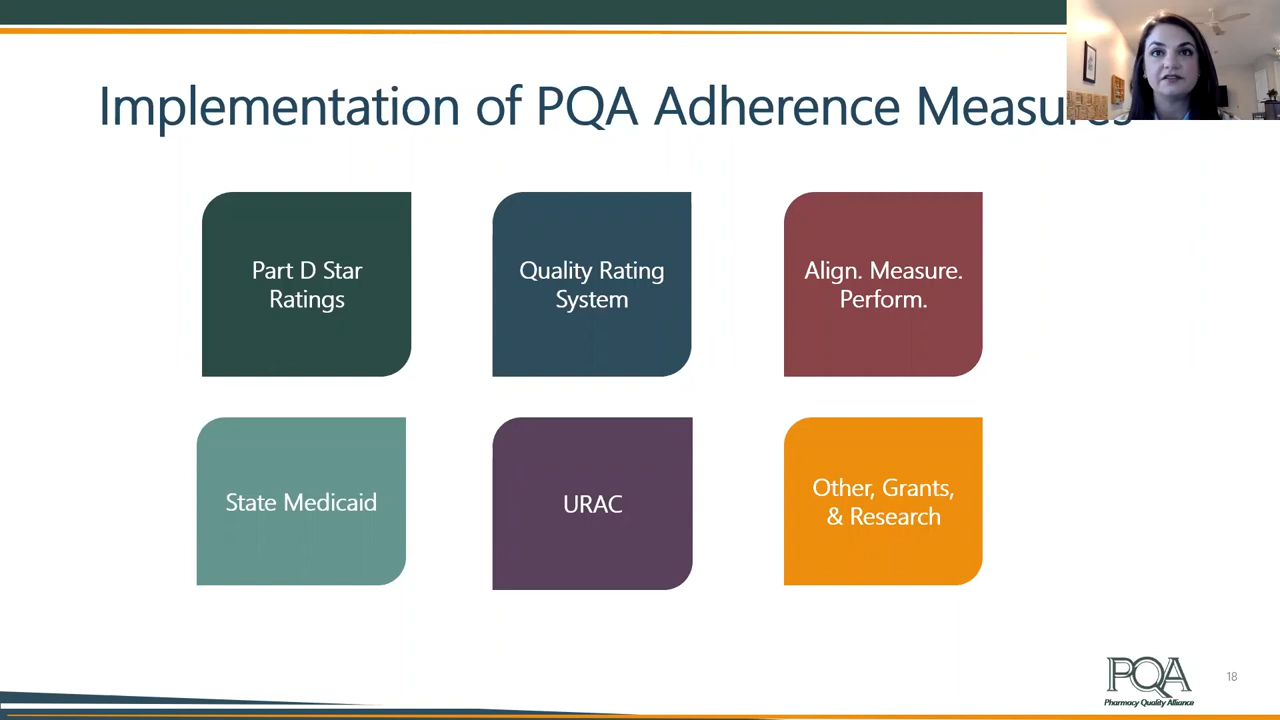 Implementation of PQA Adherence Measures
Part D Star
Ratings
Quality Rating
System
Align. Measure.
Perform.
State Medicaid
URAC
Other, Grants,
& Research
PQA
Pharmacy Quality Alliance
18